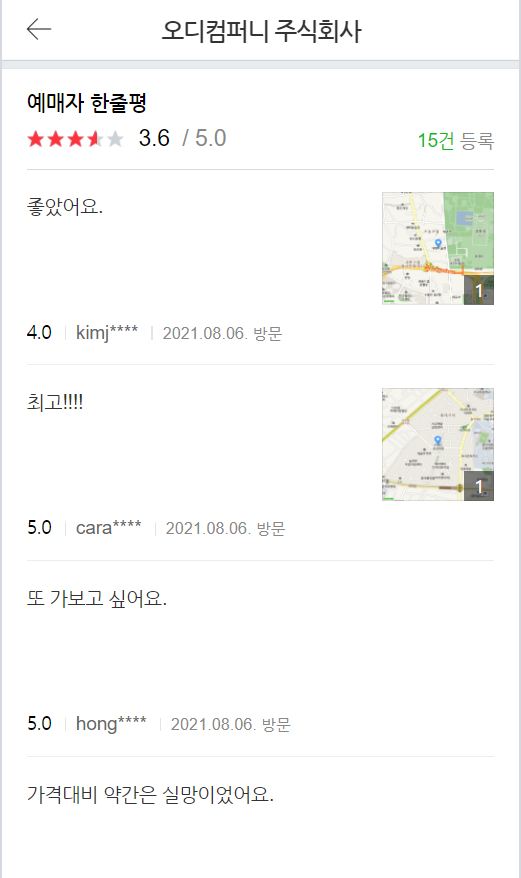 오디컴퍼니 주식회사
예매자 한줄평
3.6 / 5.0
15건 등록
좋았어요.
1
4.0 kimj**** 2021.08.06. 방문
최고!!!!
1
5.0 cara**** 2021.08.06. 방문
또 가보고 싶어요.
5.0 hong**** 2021.08.06. 방문
가격대비 약간은 실망이었어요.